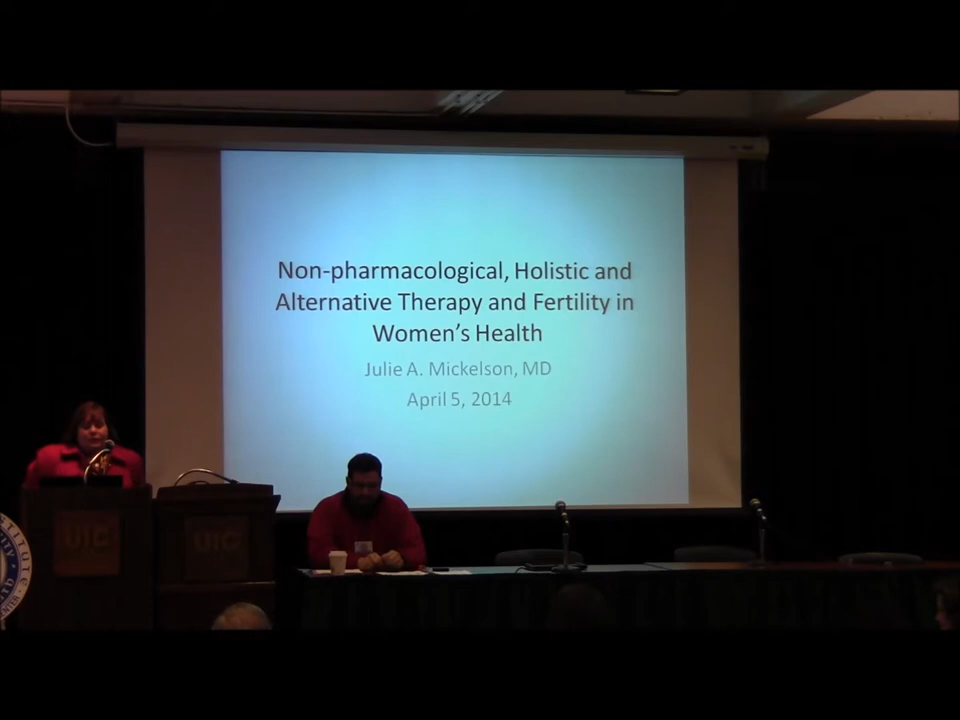 Non-pharmacological, Holistic and
Alternative Therapy and Fertility in
Women's Health
Julie A. Mickelson, MD
April 5, 2014
UIC
UIC